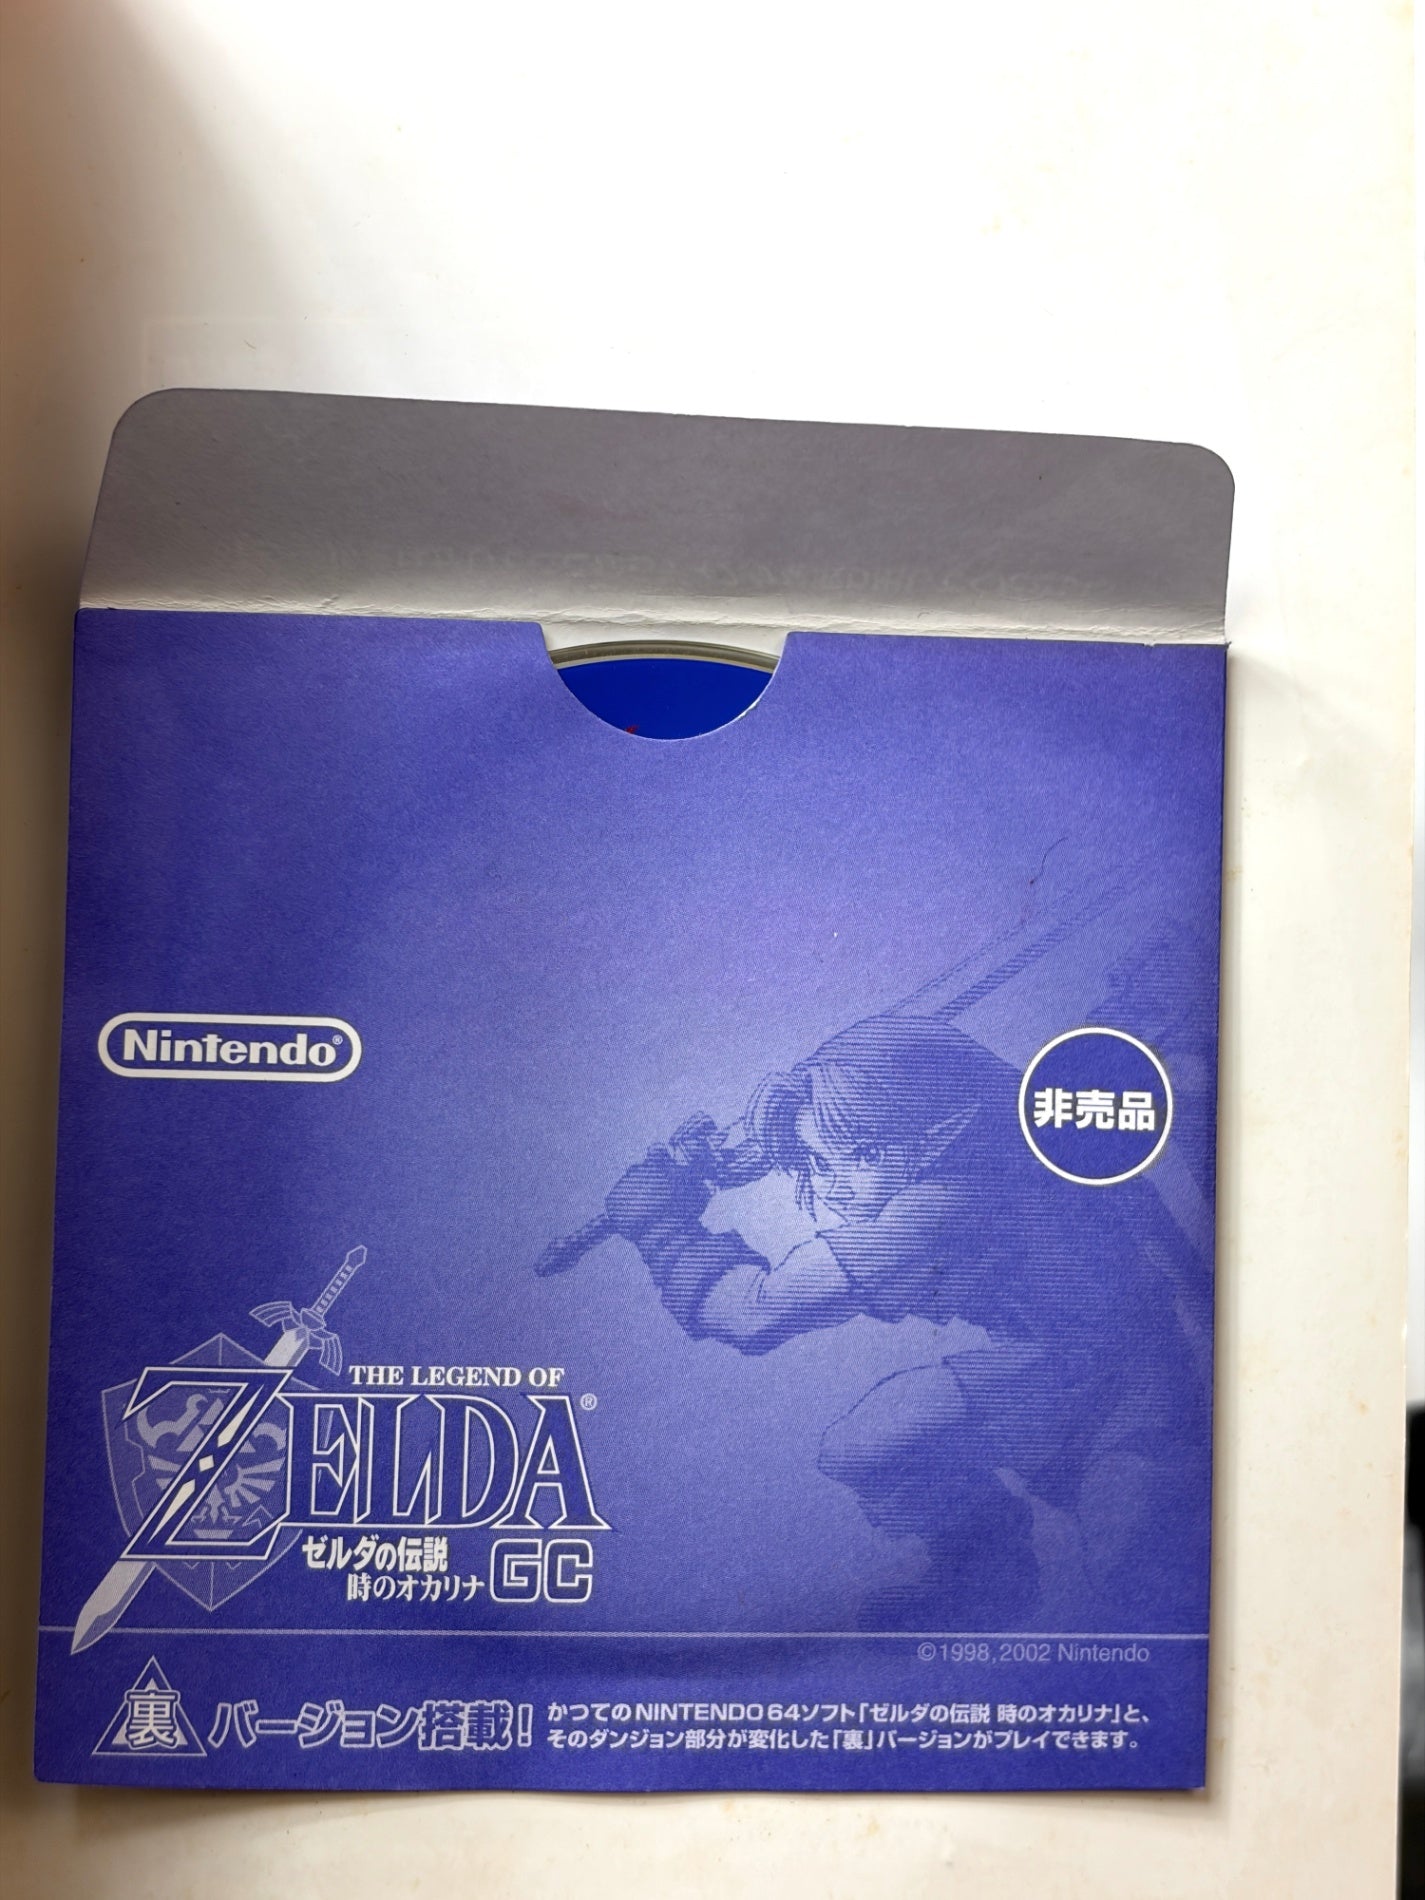 Nintendo®
非売品
THE LEGEND OF
ZELDA®
ゼルダの伝説
時のオカリナ GC
©1998,2002 Nintendo
裏 バージョン搭載!
かつてのNINTENDO64ソフト「ゼルダの伝説 時のオカリナ」と、
そのダンジョン部分が変化した「裏」バージョンがプレイできます。